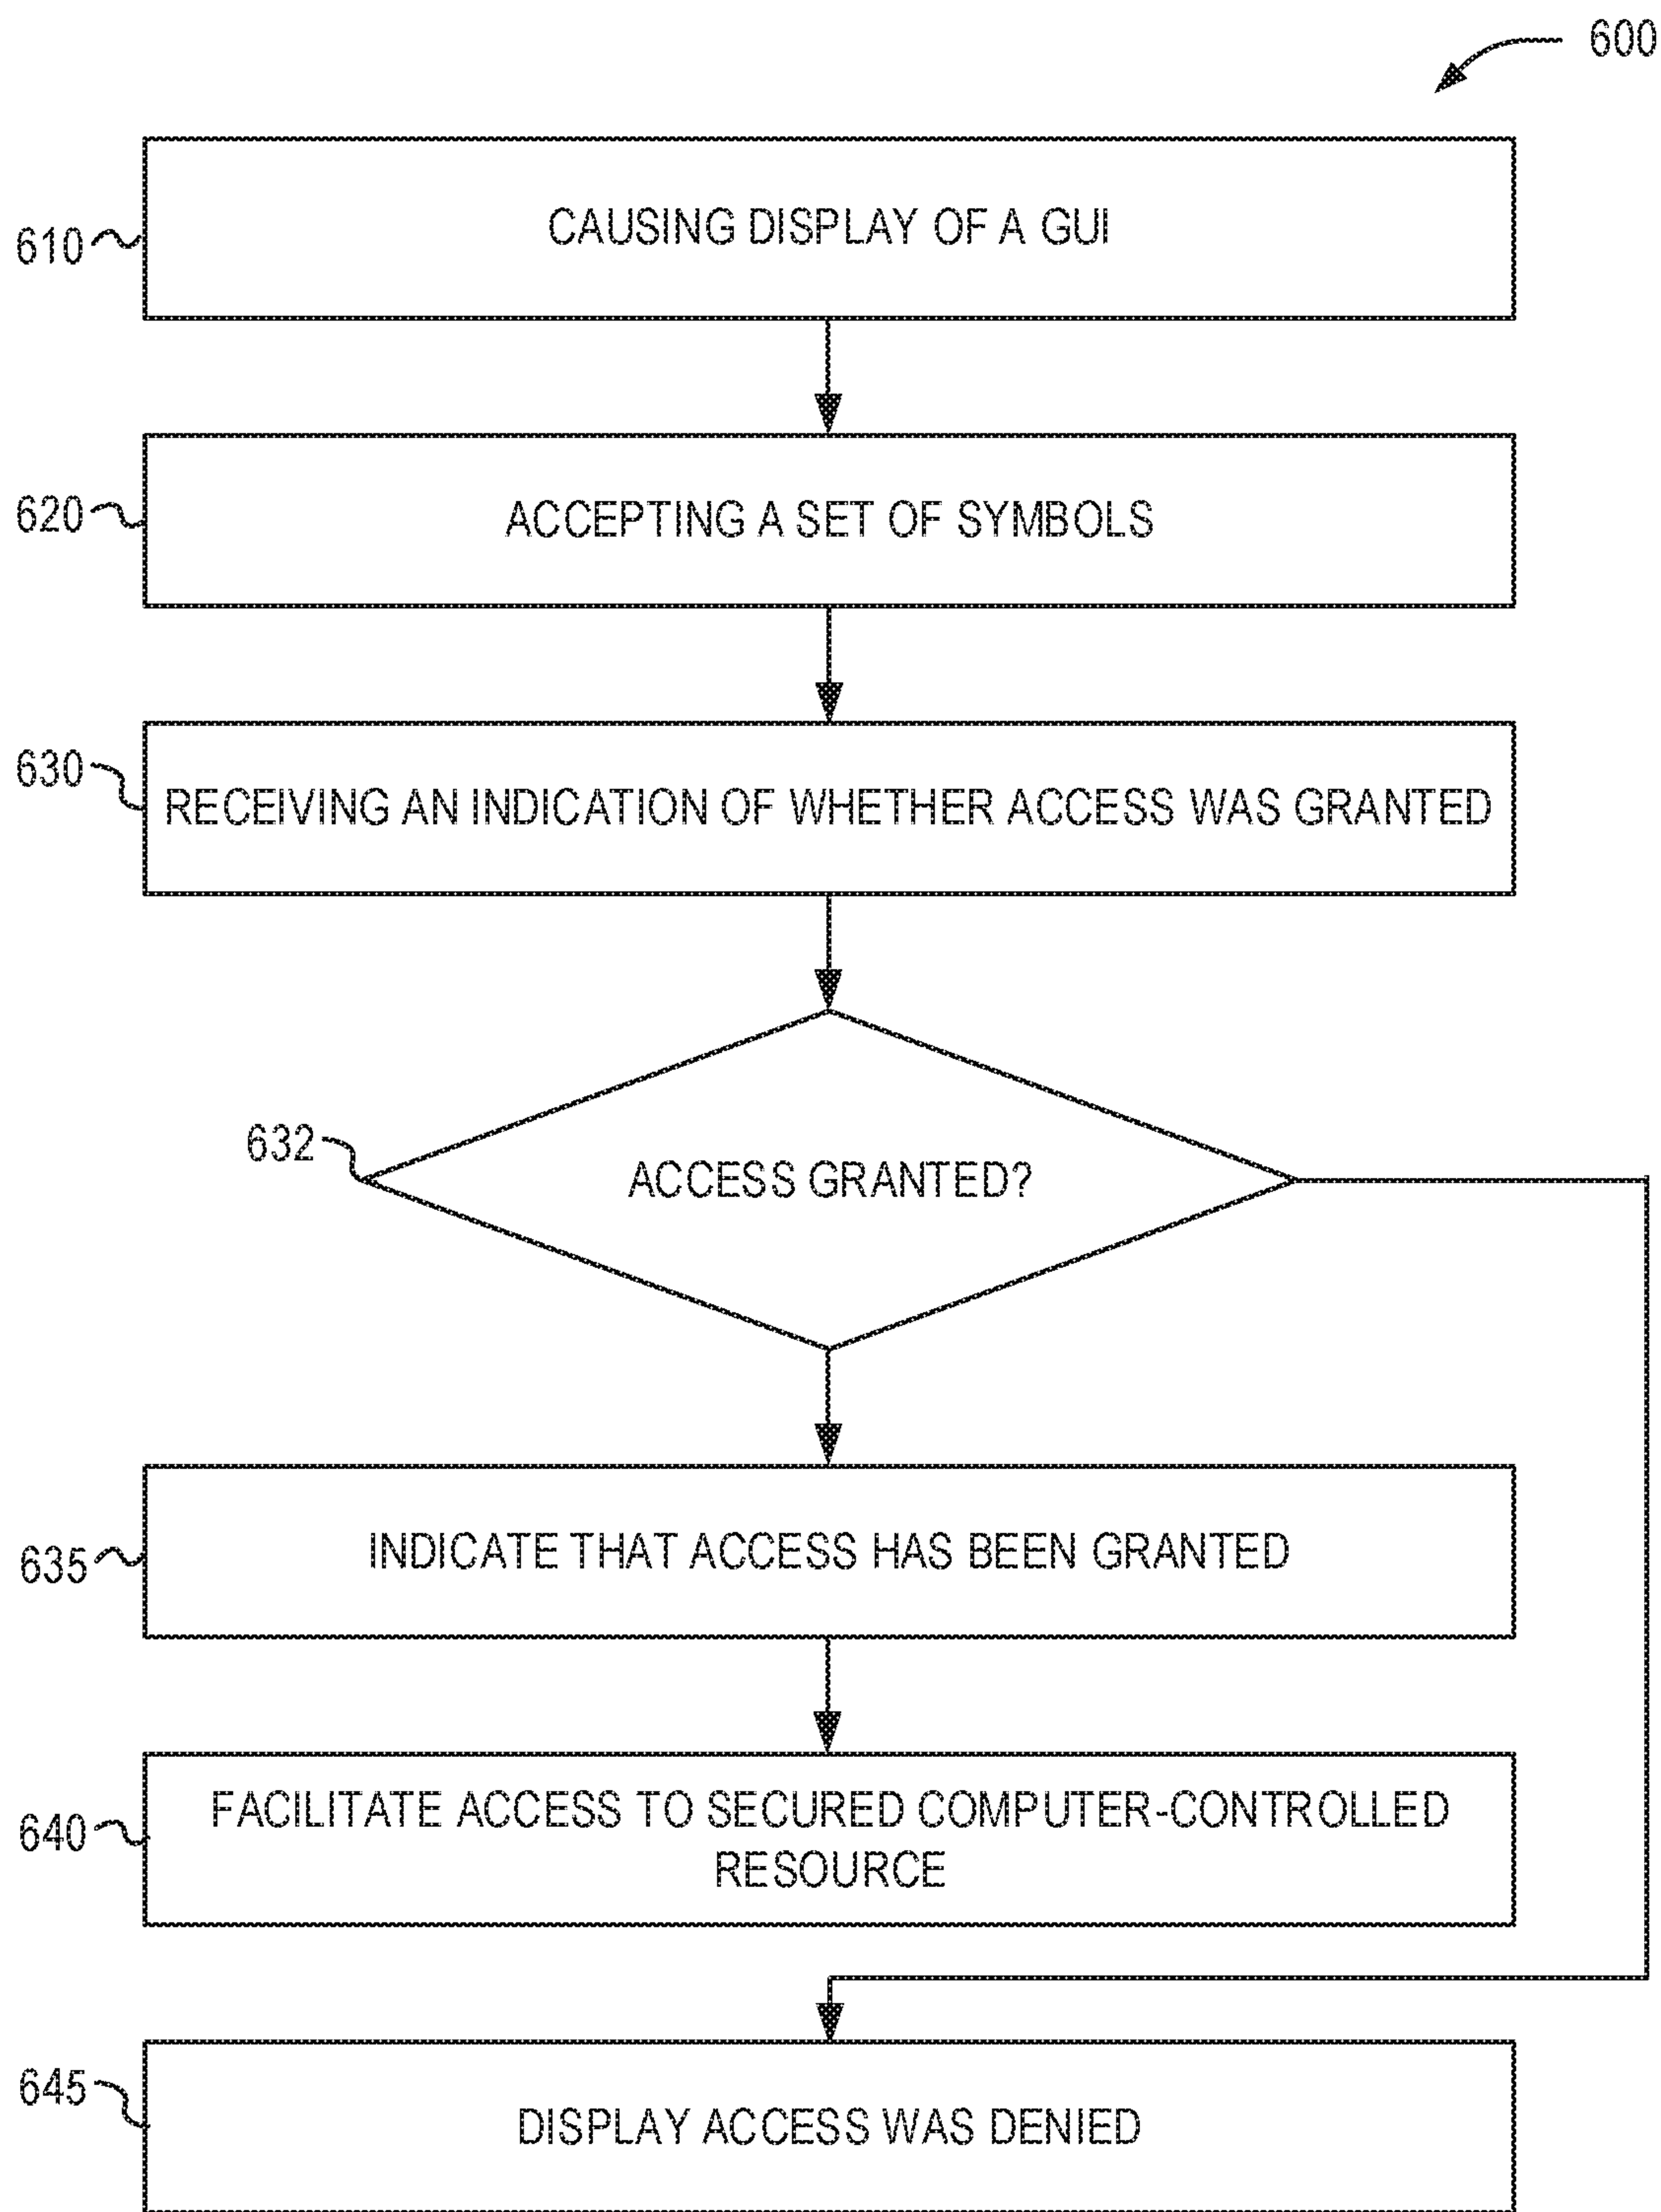 600
610
CAUSING DISPLAY OF A GUI
620
ACCEPTING A SET OF SYMBOLS
630
RECEIVING AN INDICATION OF WHETHER ACCESS WAS GRANTED
632
ACCESS GRANTED?
635
INDICATE THAT ACCESS HAS BEEN GRANTED
640
FACILITATE ACCESS TO SECURED COMPUTER-CONTROLLED
RESOURCE
645
DISPLAY ACCESS WAS DENIED